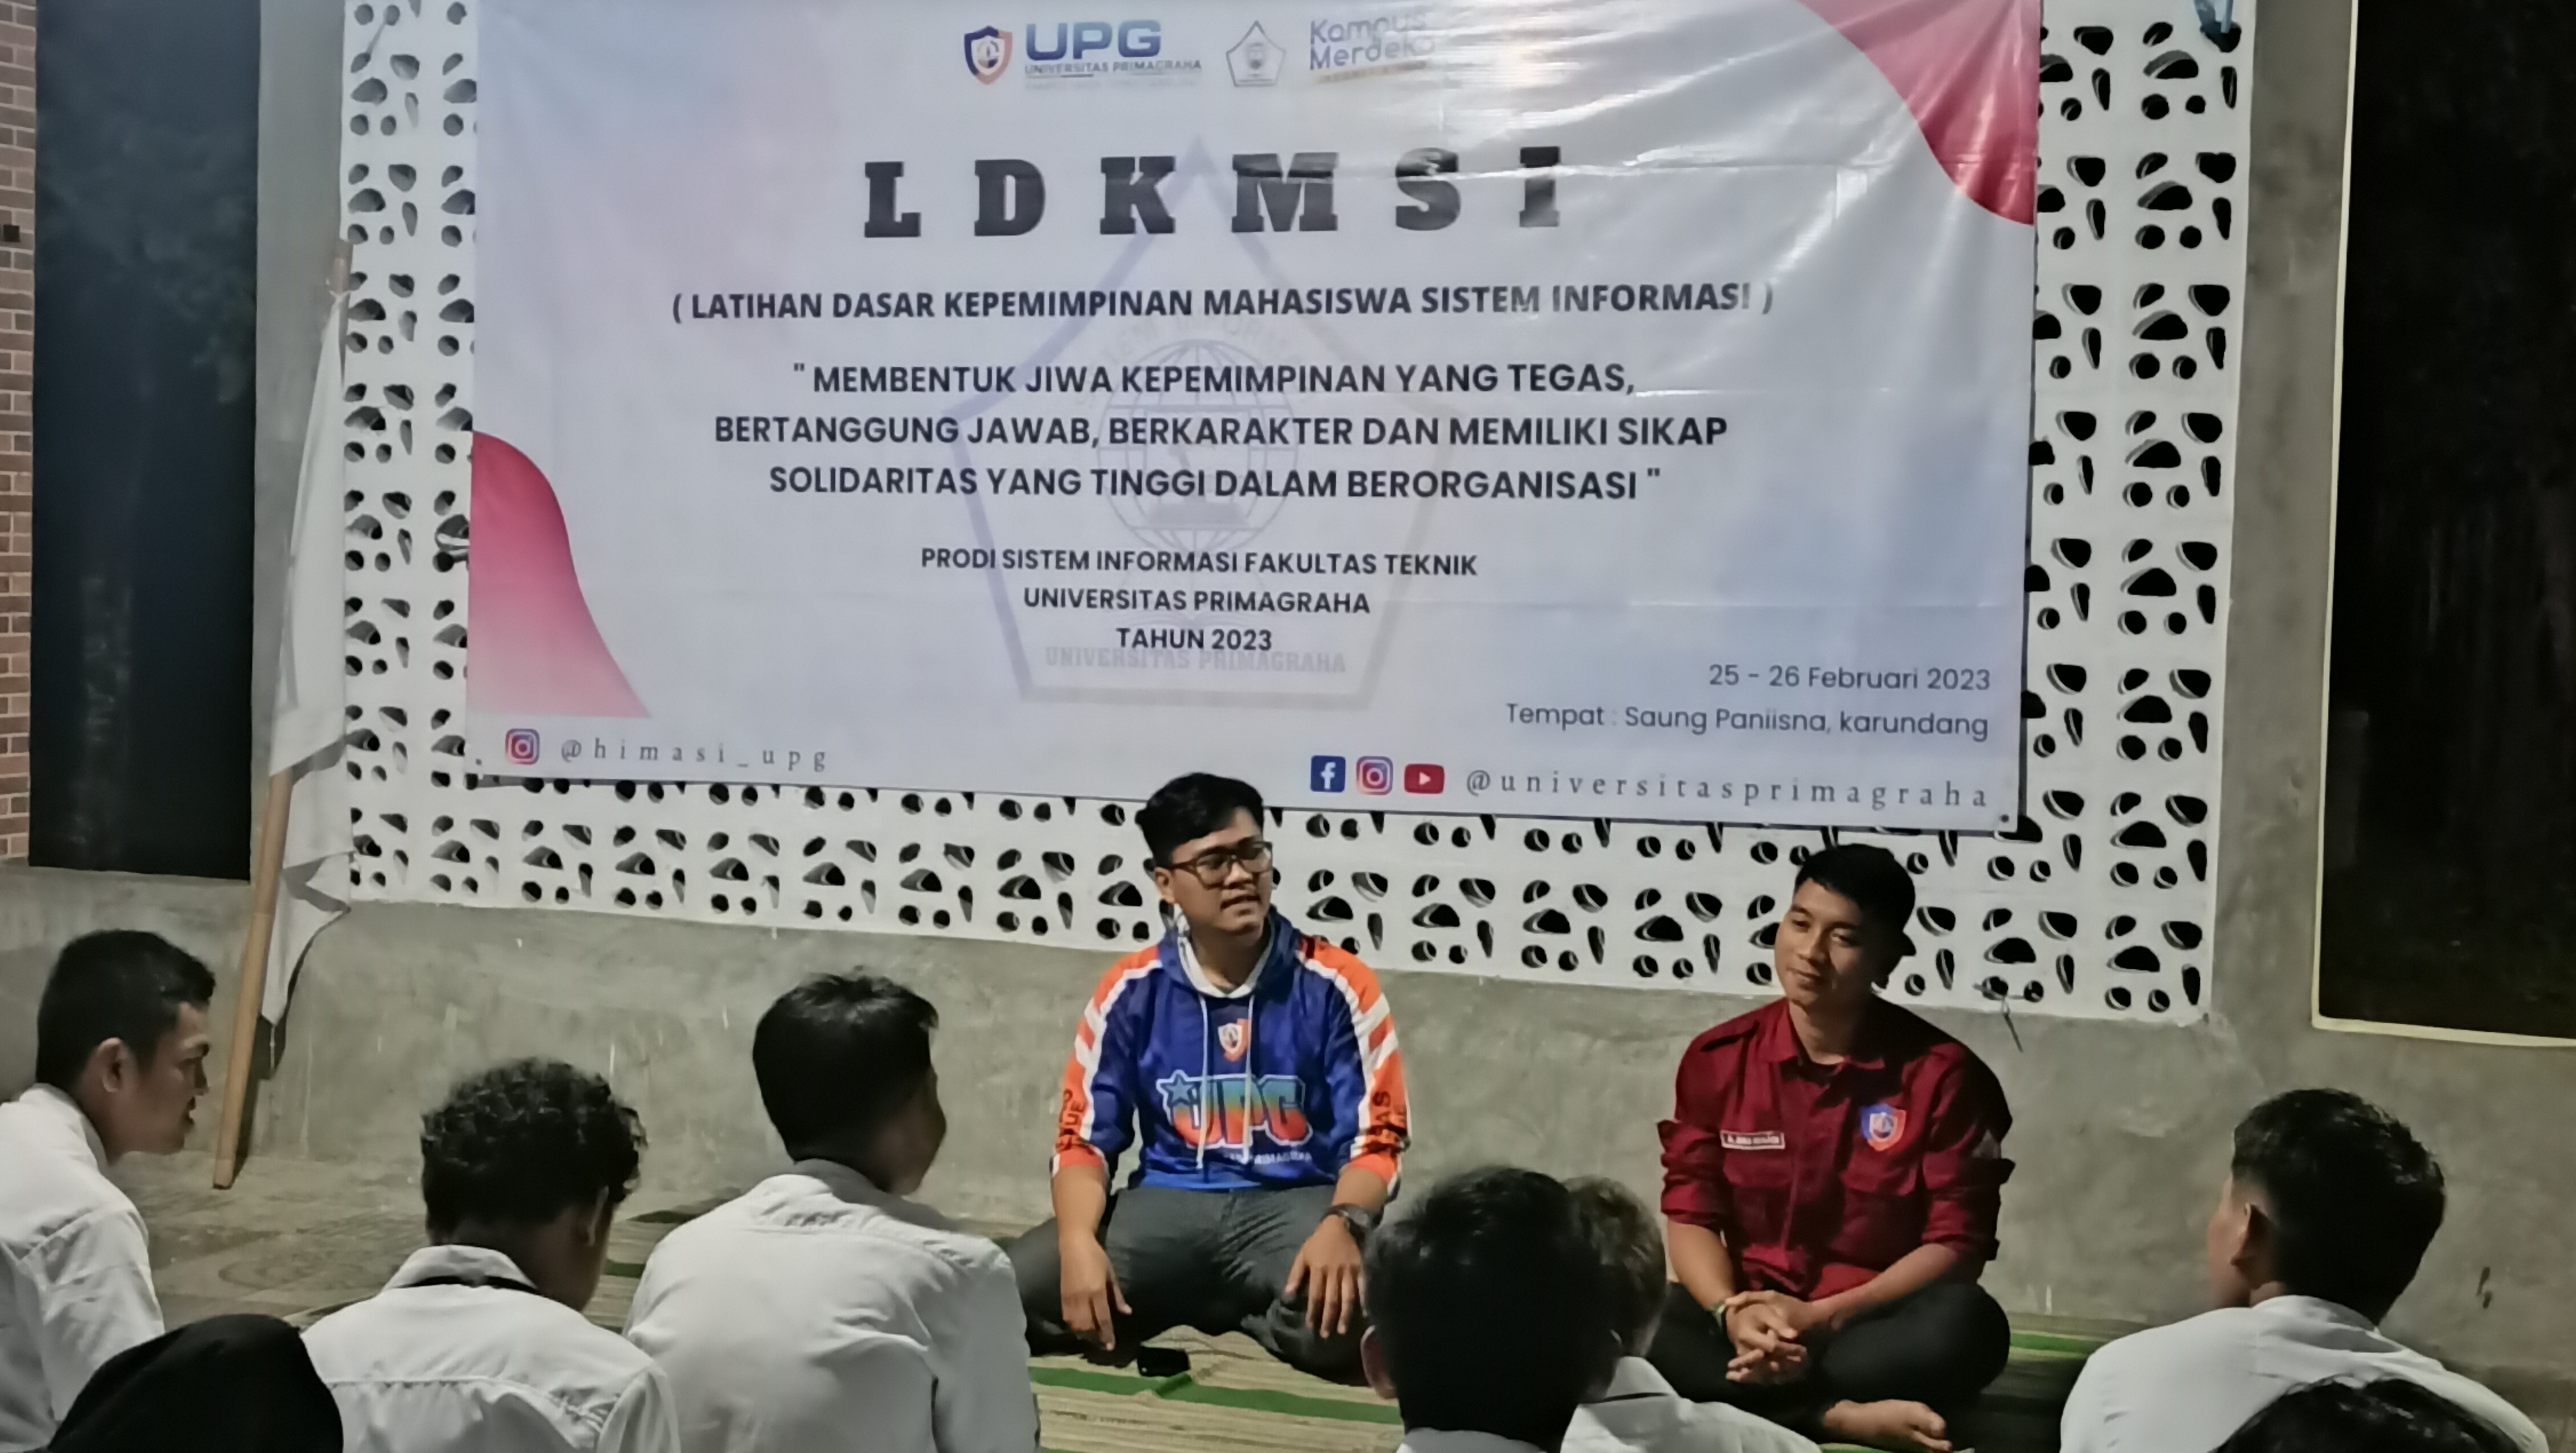 UPG
UNIVERSITAS PRIMAGRAHA
Kampus
Merdeka
LDKMSI
( LATIHAN DASAR KEPEMIMPINAN MAHASISWA SISTEM INFORMASI )
" MEMBENTUK JIWA KEPEMIMPINAN YANG TEGAS,
BERTANGGUNG JAWAB, BERKARAKTER DAN MEMILIKI SIKAP
SOLIDARITAS YANG TINGGI DALAM BERORGANISASI "
PRODI SISTEM INFORMASI FAKULTAS TEKNIK
UNIVERSITAS PRIMAGRAHA
TAHUN 2023
UNIVERSITAS PRIMAGRAHA
25 - 26 Februari 2023
Tempat : Saung Paniisna, karundang
@himasi_upg
@universitasprimagraha
UPG